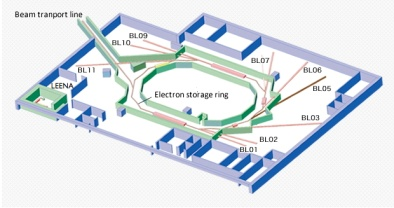 Beam tranport line
BL09
BL10
BL07
BL06
BL11
BL05
LEENA
Electron storage ring
BL03
BL02
BL01